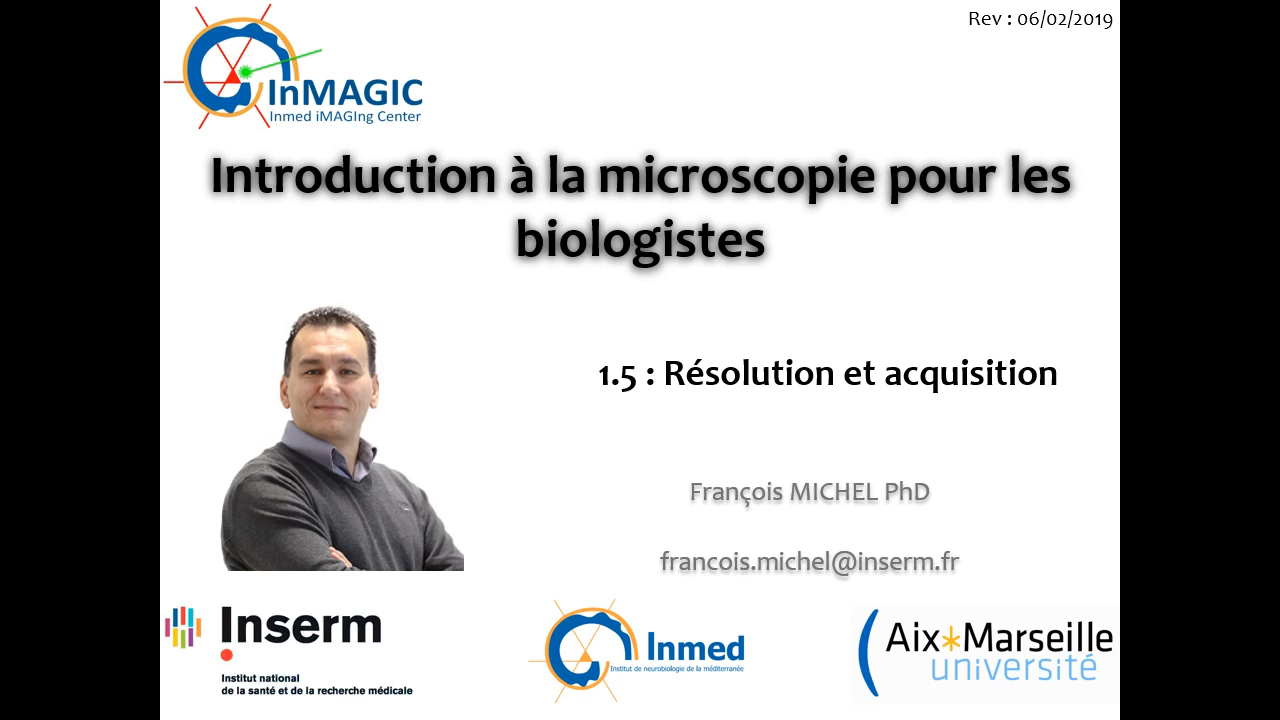 Rev : 06/02/2019
InMAGIC
Inmed iMAGIng Center
Introduction à la microscopie pour les
biologistes
1.5 : Résolution et acquisition
François MICHEL PhD
francois.michel@inserm.fr
Inserm
Institut national
de la santé et de la recherche médicale
Inmed
Institut de neurobiologie de la méditerranée
Aix Marseille
université